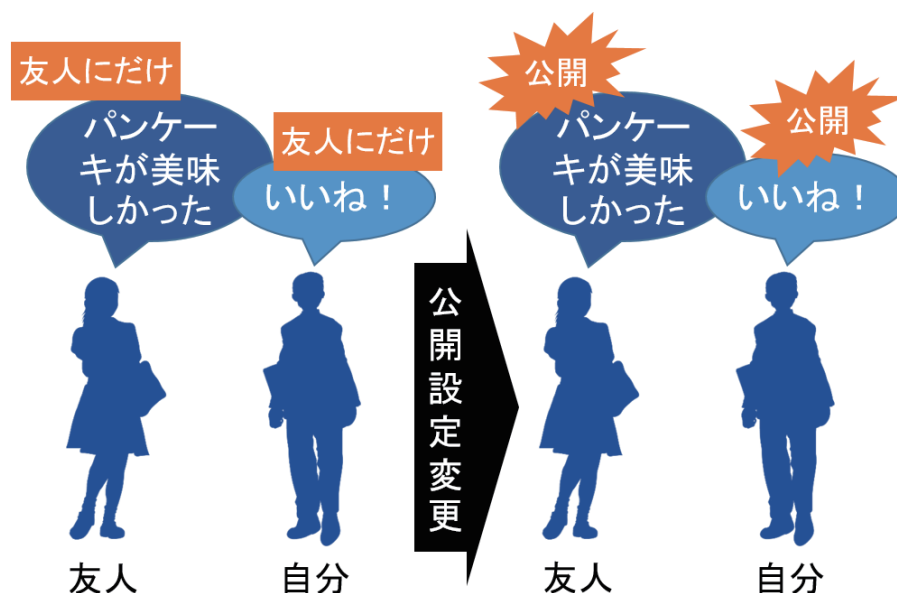 友人にだけ
パンケー
キが美味
しかった
友人にだけ
いいね！
友人
自分
公開設定変更
公開
パンケー
キが美味
しかった
公開
いいね！
友人
自分